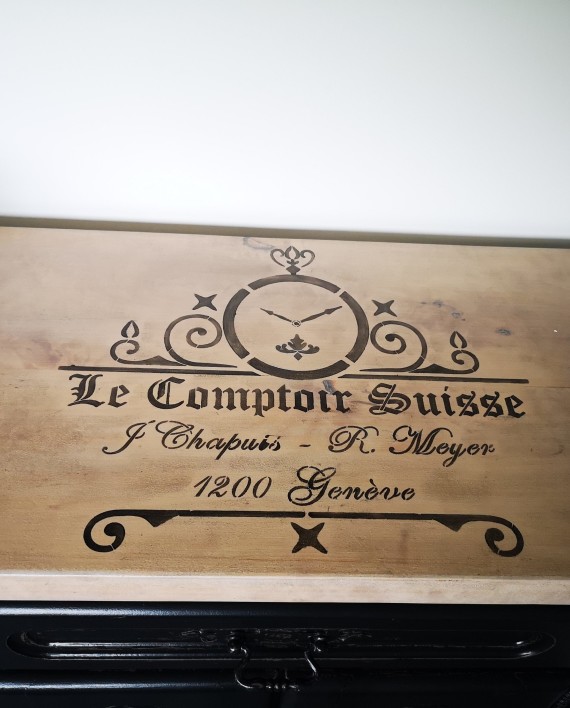 Le Comptoir Suisse
J' Chapuis - R. Meyer
1200 Genève